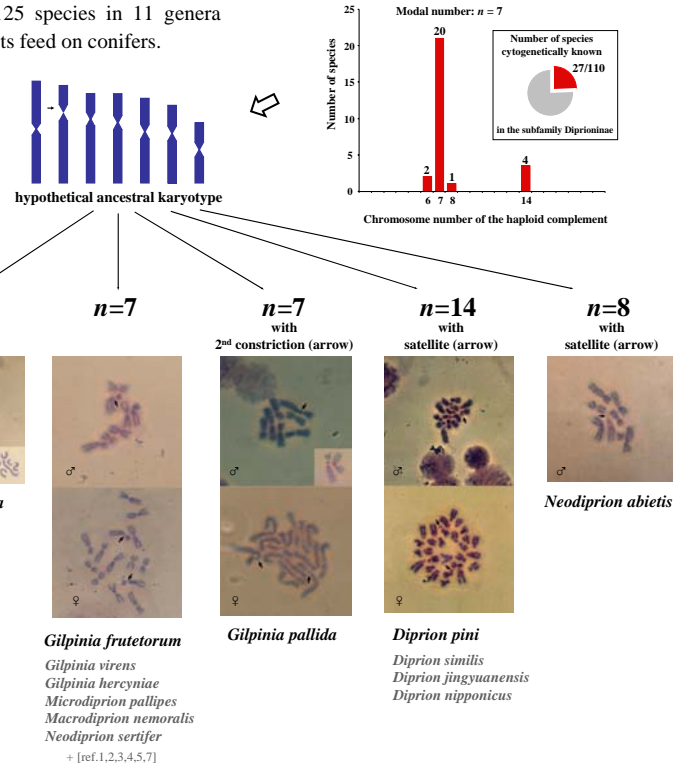 .25 species in 11 genera
ts feed on conifers.
Modal number: n = 7
25
20
15
10
5
0
Number of species
2
20
1
4
6 7 8 14
Chromosome number of the haploid complement
Number of species
cytogenetically known
27/110
in the subfamily Diprioninae
hypothetical ancestral karyotype
n=7
n=7
with
2nd constriction (arrow)
n=14
with
satellite (arrow)
n=8
with
satellite (arrow)
♂
♂
♂
♂
♀
♀
♀
a
Neodiprion abietis
Gilpinia frutetorum
Gilpinia virens
Gilpinia hercyniae
Microdiprion pallipes
Macrodiprion nemoralis
Neodiprion sertifer
+ [ref.1,2,3,4,5,7]
Gilpinia pallida
Diprion pini
Diprion similis
Diprion jingyuanensis
Diprion nipponicus